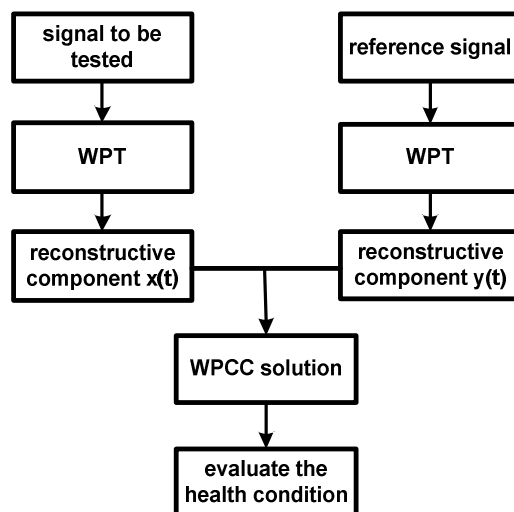 signal to be
tested
reference signal
WPT
WPT
reconstructive
component x(t)
reconstructive
component y(t)
WPCC solution
evaluate the
health condition